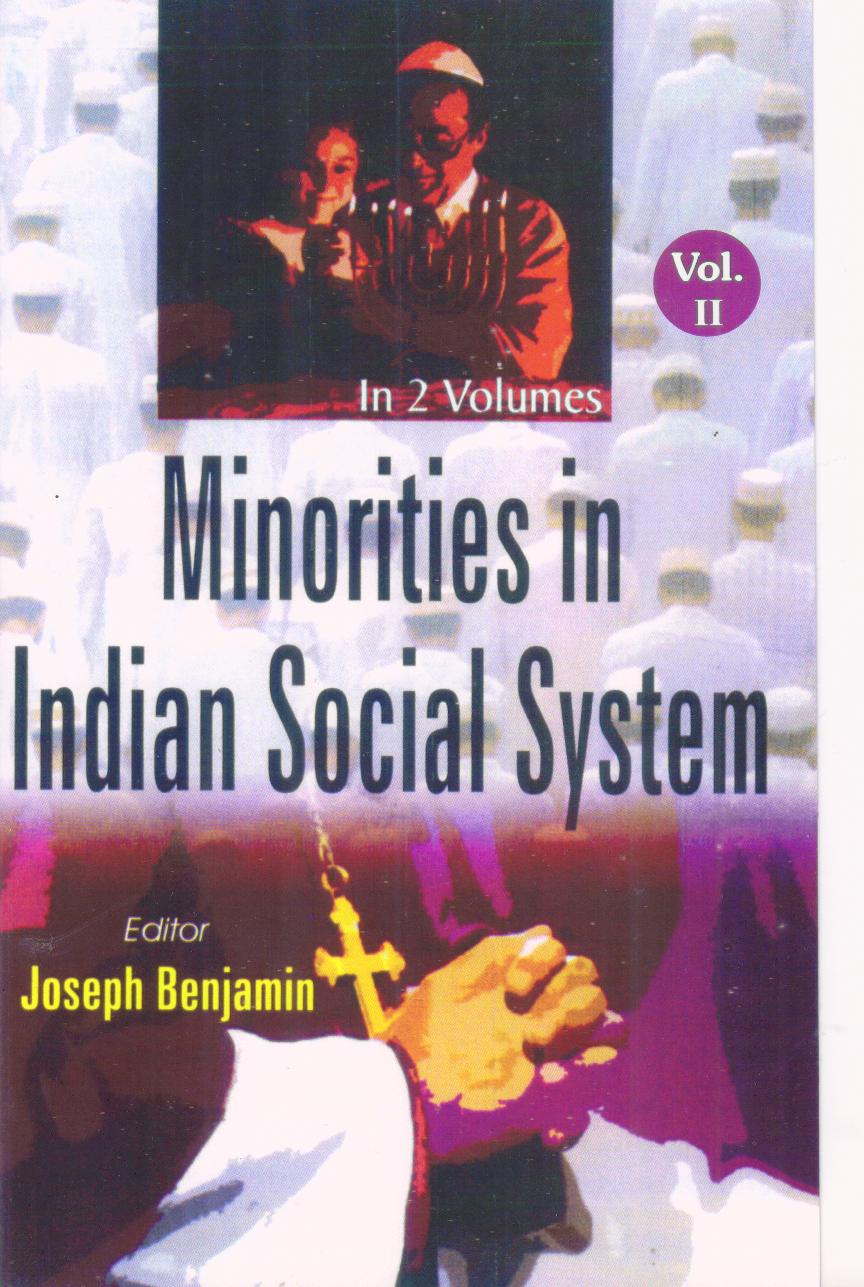 Vol.
II
In 2 Volumes
Minorities in
Indian Social System
Editor
Joseph Benjamin